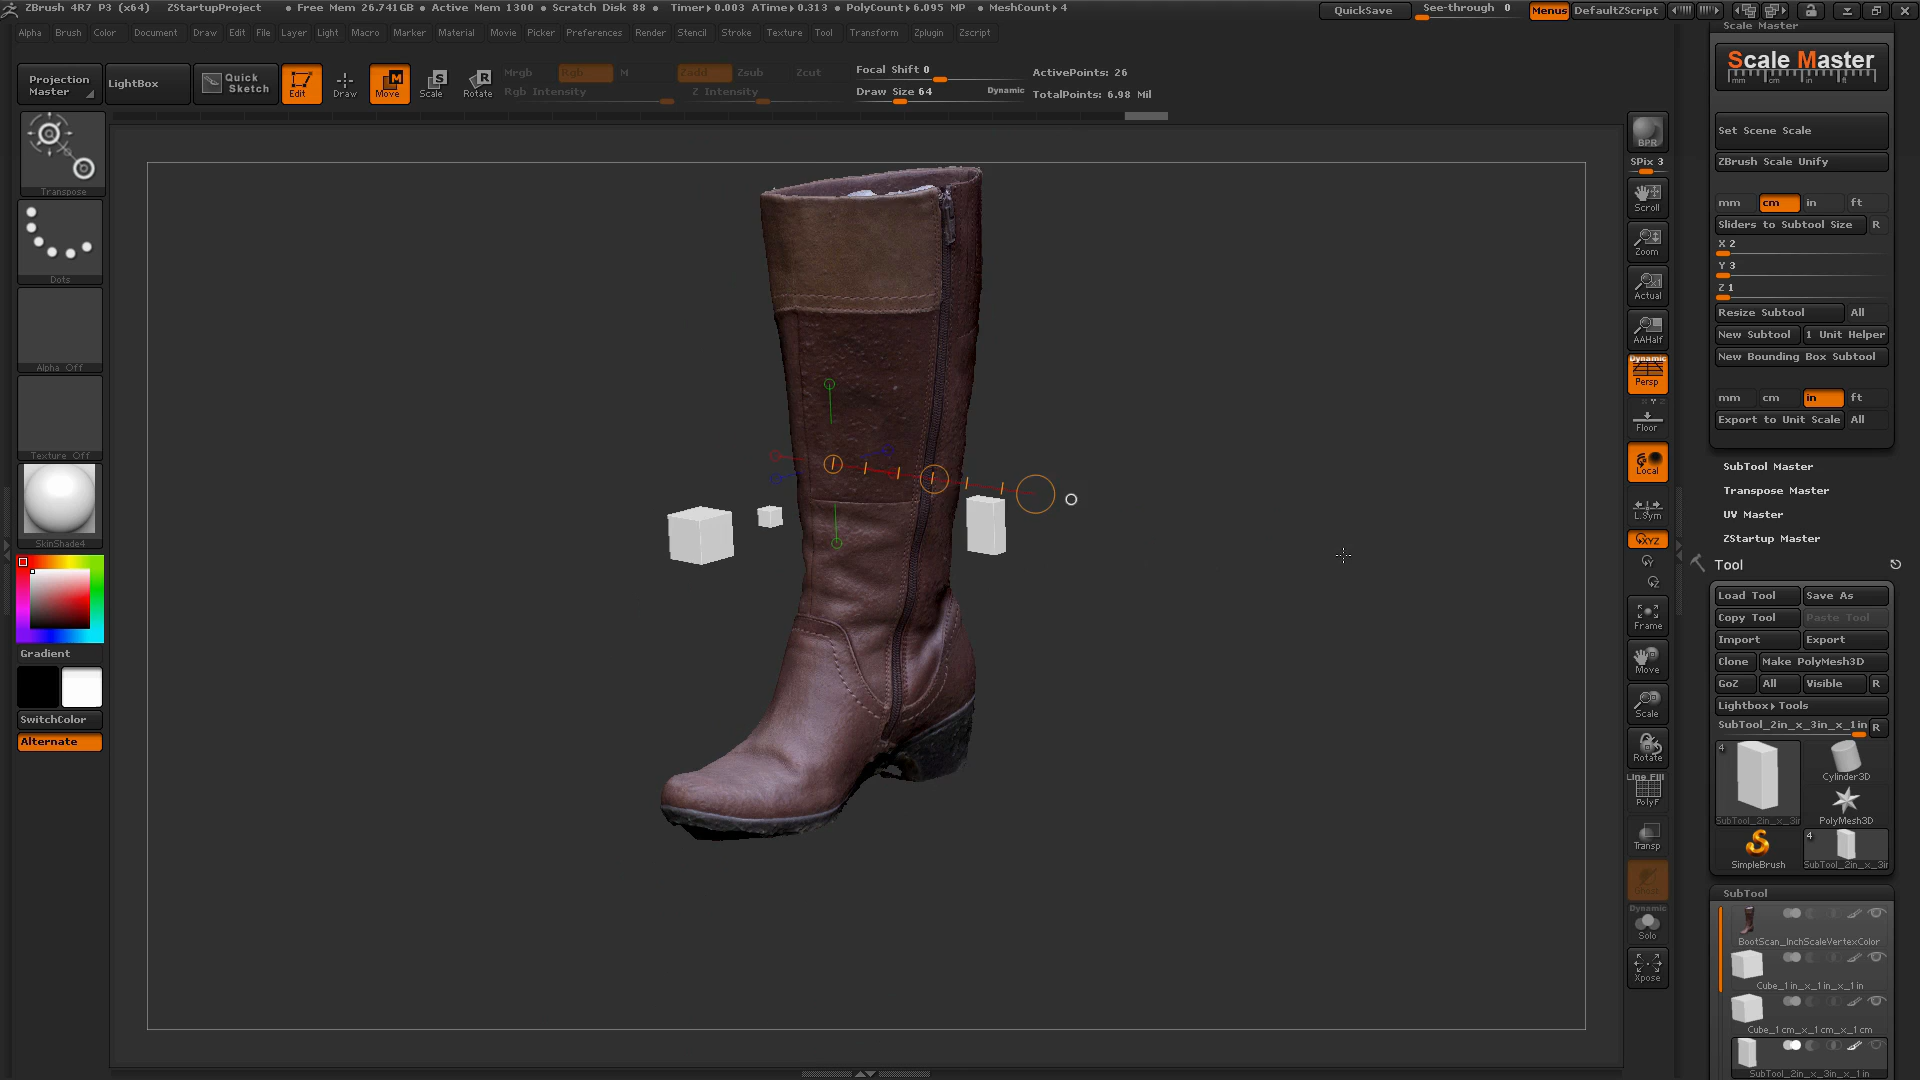 ZBrush 4R7 P3 (x64) ZStartupProject • Free Mem 26.741GB • Active Mem 1300 • Scratch Disk 88 • Timer▸0.003 ATime▸0.313 • PolyCount▸6.095 MP • MeshCount▸4 QuickSave See-through 0 Menus DefaultZScript
Alpha Brush Color Document Draw Edit File Layer Light Macro Marker Material Movie Picker Preferences Render Stencil Stroke Texture Tool Transform Zplugin Zscript
Projection Master
LightBox
Quick Sketch
Edit
Draw
Move
Scale
Rotate
Mrgb Rgb M
Rgb Intensity
Zadd Zsub Zcut
Z Intensity
Focal Shift 0
Draw Size 64 Dynamic
ActivePoints: 26
TotalPoints: 6.98 Mil
Transpose
Dots
Alpha Off
Texture Off
SkinShade4
Gradient
SwitchColor
Alternate
BPR
SPix 3
Scroll
Zoom
Actual
AAHalf
Dynamic
Persp
Floor
Local
L.Sym
XYZ
Y
Z
Frame
Move
Scale
Rotate
Line Fill
PolyF
Transp
Ghost
Dynamic
Solo
Xpose
Scale Master
Scale Master
mm cm in ft
Set Scene Scale
ZBrush Scale Unify
mm cm in ft
Sliders to Subtool Size R
X 2
Y 3
Z 1
Resize Subtool All
New Subtool 1 Unit Helper
New Bounding Box Subtool
mm cm in ft
Export to Unit Scale All
SubTool Master
Transpose Master
UV Master
ZStartup Master
Tool
Load Tool Save As
Copy Tool Paste Tool
Import Export
Clone Make PolyMesh3D
GoZ All Visible R
Lightbox▸Tools
SubTool_2in_x_3in_x_1in R
4
SubTool_2in_x_3in
Cylinder3D
PolyMesh3D
SimpleBrush
4
SubTool_2in_x_3in
SubTool
BootScan_InchScaleVertexColor
Cube_1in_x_1in_x_1in
Cube_1cm_x_1cm_x_1cm
SubTool_2in_x_3in_x_1in